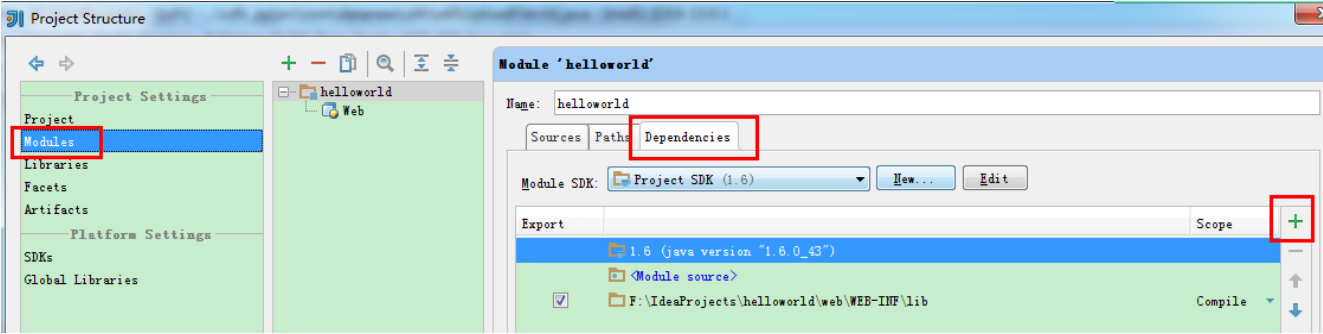 Project Structure
Project Settings
Project
Modules
Libraries
Facets
Artifacts
Platform Settings
SDKs
Global Libraries
helloworld
Web
Module 'helloworld'
Name: helloworld
Sources Paths Dependencies
Module SDK: Project SDK (1.6) New... Edit
Export Scope
1.6 (java version "1.6.0_43")
<Module source>
F:\IdeaProjects\helloworld\web\WEB-INF\lib Compile